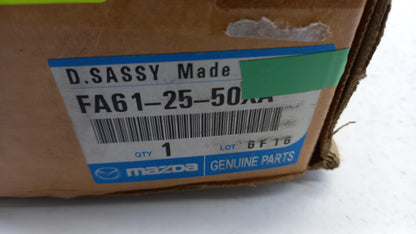 D.SASSY Made
FA61-25-50XA
QTY 1 LOT 6F16
mazda GENUINE PARTS